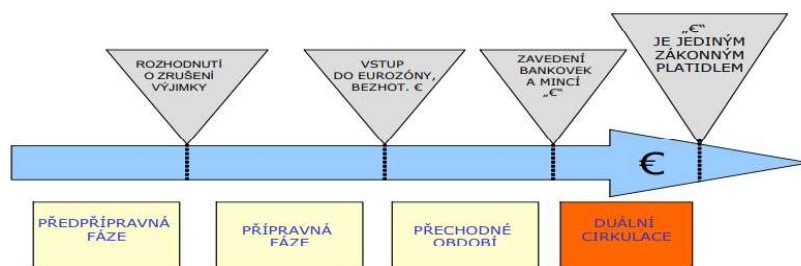 ROZHODNUTÍ
O ZRUŠENÍ
VÝJIMKY
VSTUP
DO EUROZÓNY,
BEZHOT. €
ZAVEDENÍ
BANKOVEK
A MINCÍ
„€“
„€“
JE JEDINÝM
ZÁKONNÝM
PLATIDLEM
€
PŘEDPŘÍPRAVNÁ
FÁZE
PŘÍPRAVNÁ
FÁZE
PŘECHODNÉ
OBDOBÍ
DUÁLNÍ
CIRKULACE